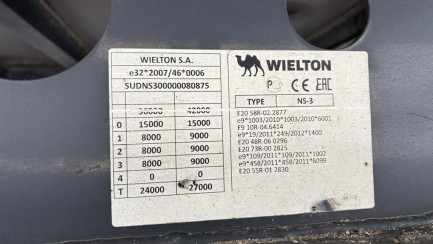 WIELTON S.A.
e32*2007/46*0006
SUDNS300000080875
42000
0 15000 15000
1 8000 9000
2 8000 9000
3 8000 9000
4 0 0
T 24000 27000
WIELTON
CE EAC
TYPE NS-3
E20 58R-02.2877
e9*1003/2010*1003/2010*6001
E9 10R-04.6414
e9*19/2011*249/2012*1400
E20 48R-06 0296
E20 73R-00 2825
e9*109/2011*109/2011*1002
e9*458/2011*458/2011*6099
E20 55R-01 2830